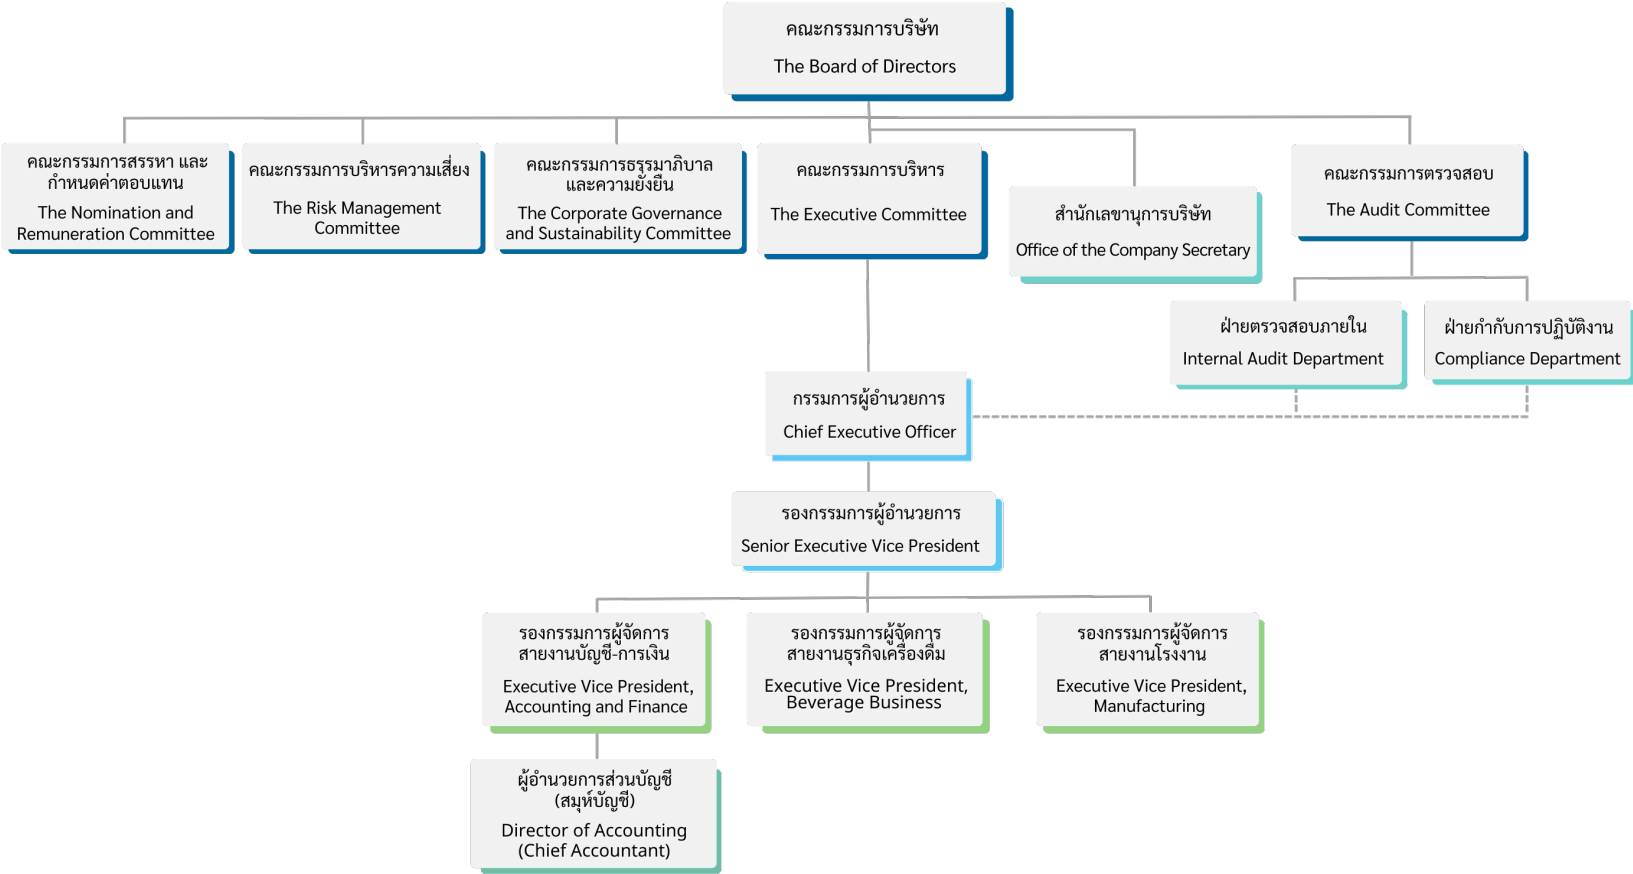 คณะกรรมการบริษัท
The Board of Directors
คณะกรรมการสรรหา และ
กำหนดค่าตอบแทน
The Nomination and
Remuneration Committee
คณะกรรมการบริหารความเสี่ยง
The Risk Management
Committee
คณะกรรมการธรรมาภิบาล
และความยั่งยืน
The Corporate Governance
and Sustainability Committee
คณะกรรมการบริหาร
The Executive Committee
สำนักเลขานุการบริษัท
Office of the Company Secretary
คณะกรรมการตรวจสอบ
The Audit Committee
ฝ่ายตรวจสอบภายใน
Internal Audit Department
ฝ่ายกำกับการปฏิบัติงาน
Compliance Department
กรรมการผู้อำนวยการ
Chief Executive Officer
รองกรรมการผู้อำนวยการ
Senior Executive Vice President
รองกรรมการผู้จัดการ
สายงานบัญชี-การเงิน
Executive Vice President,
Accounting and Finance
รองกรรมการผู้จัดการ
สายงานธุรกิจเครื่องดื่ม
Executive Vice President,
Beverage Business
รองกรรมการผู้จัดการ
สายงานโรงงาน
Executive Vice President,
Manufacturing
ผู้อำนวยการส่วนบัญชี
(สมุห์บัญชี)
Director of Accounting
(Chief Accountant)